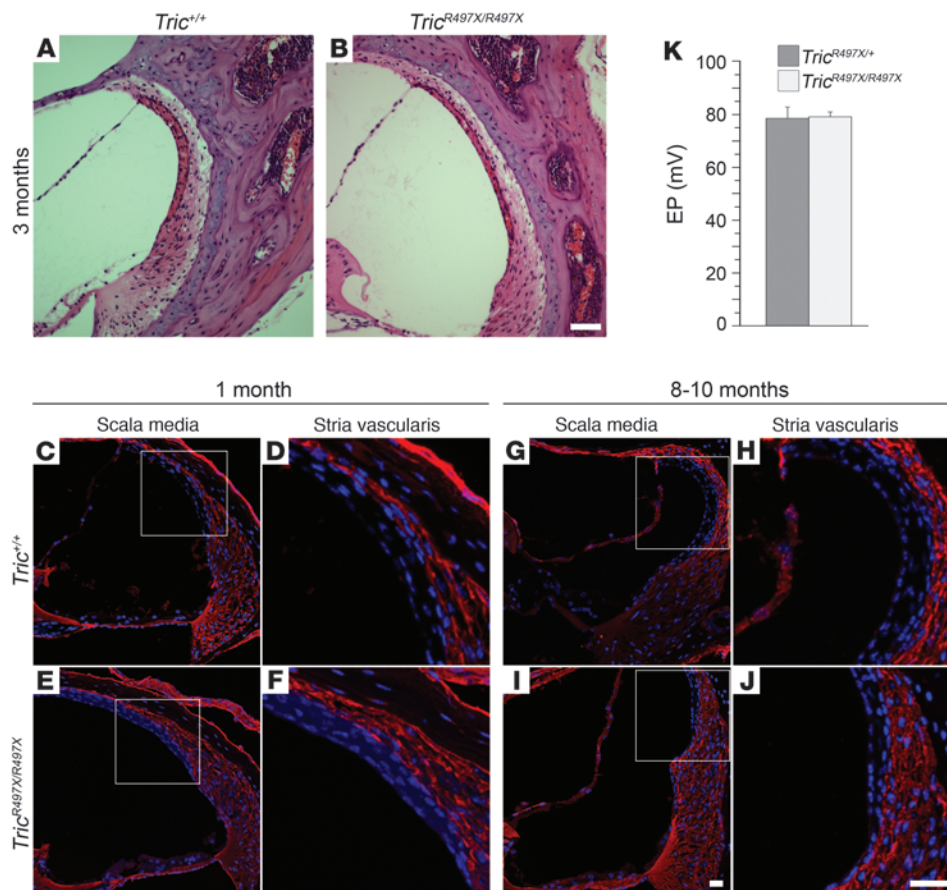 Tric+/+
TricR497X/R497X
A
B
3 months
K
TricR497X/+
TricR497X/R497X
EP (mV)
100
80
60
40
20
0
1 month
8-10 months
Scala media
Stria vascularis
Scala media
Stria vascularis
C
D
G
H
Tric+/+
E
F
I
J
TricR497X/R497X